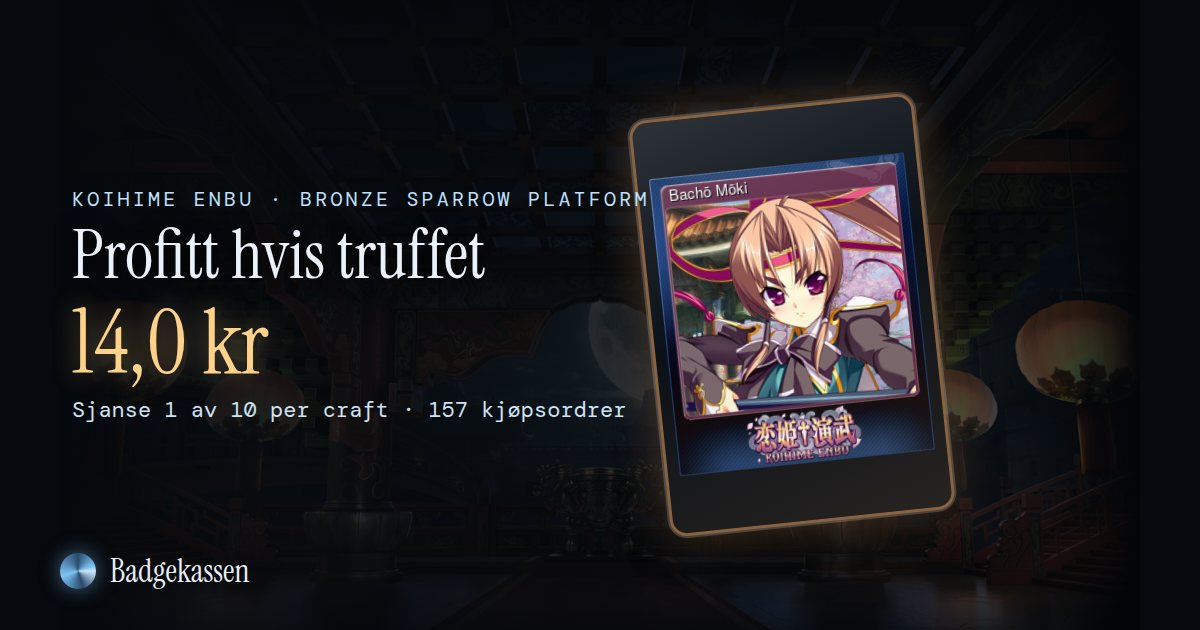 KOIHIME ENBU · BRONZE SPARROW PLATFORM
Profitt hvis truffet
14,0 kr
Sjanse 1 av 10 per craft · 157 kjøpsordrer
Badgekassen
Bachō Mōki
恋姫†演武
KOIHIME ENBU